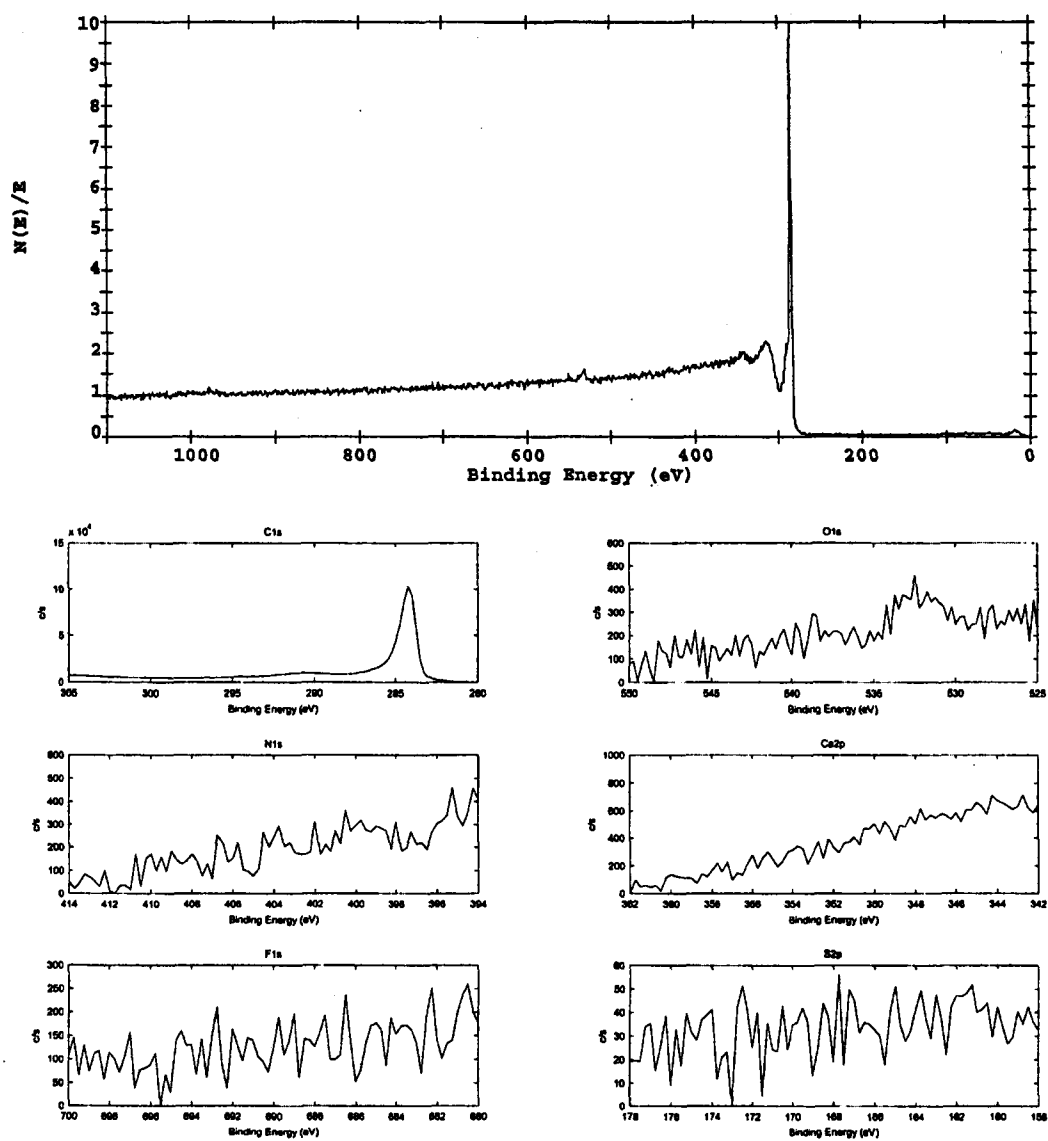 10
9
8
7
6
5
4
3
2
1
0
N(E)/E
1000 800 600 400 200 0
Binding Energy (eV)
C1s
x 10⁴
15
10
5
0
c/s
305 300 295 290 285 280
Binding Energy (eV)
O1s
600
500
400
300
200
100
0
c/s
550 545 540 535 530 525
Binding Energy (eV)
N1s
600
500
400
300
200
100
0
c/s
414 412 410 408 406 404 402 400 398 396 394
Binding Energy (eV)
Ca2p
1000
800
600
400
200
0
c/s
362 360 358 356 354 352 350 348 346 344 342
Binding Energy (eV)
F1s
300
250
200
150
100
50
0
c/s
700 698 696 694 692 690 688 686 684 682 680
Binding Energy (eV)
S2p
60
50
40
30
20
10
0
c/s
178 176 174 172 170 168 166 164 162 160 158
Binding Energy (eV)